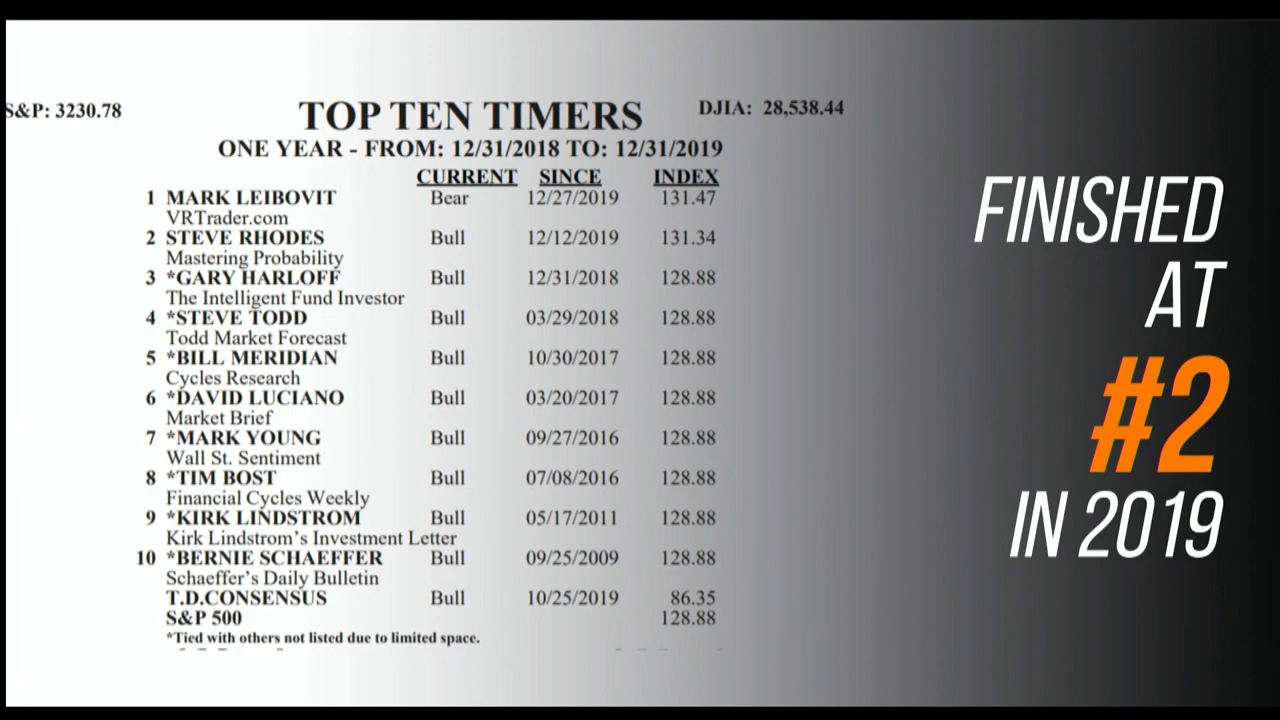 S&P: 3230.78
TOP TEN TIMERS
DJIA: 28,538.44
ONE YEAR - FROM: 12/31/2018 TO: 12/31/2019
CURRENT SINCE INDEX
1 MARK LEIBOVIT Bear 12/27/2019 131.47
VRTrader.com
2 STEVE RHODES Bull 12/12/2019 131.34
Mastering Probability
3 *GARY HARLOFF Bull 12/31/2018 128.88
The Intelligent Fund Investor
4 *STEVE TODD Bull 03/29/2018 128.88
Todd Market Forecast
5 *BILL MERIDIAN Bull 10/30/2017 128.88
Cycles Research
6 *DAVID LUCIANO Bull 03/20/2017 128.88
Market Brief
7 *MARK YOUNG Bull 09/27/2016 128.88
Wall St. Sentiment
8 *TIM BOST Bull 07/08/2016 128.88
Financial Cycles Weekly
9 *KIRK LINDSTROM Bull 05/17/2011 128.88
Kirk Lindstrom's Investment Letter
10 *BERNIE SCHAEFFER Bull 09/25/2009 128.88
Schaeffer's Daily Bulletin
T.D.CONSENSUS Bull 10/25/2019 86.35
S&P 500 128.88
*Tied with others not listed due to limited space.
FINISHED
AT
#2
IN 2019